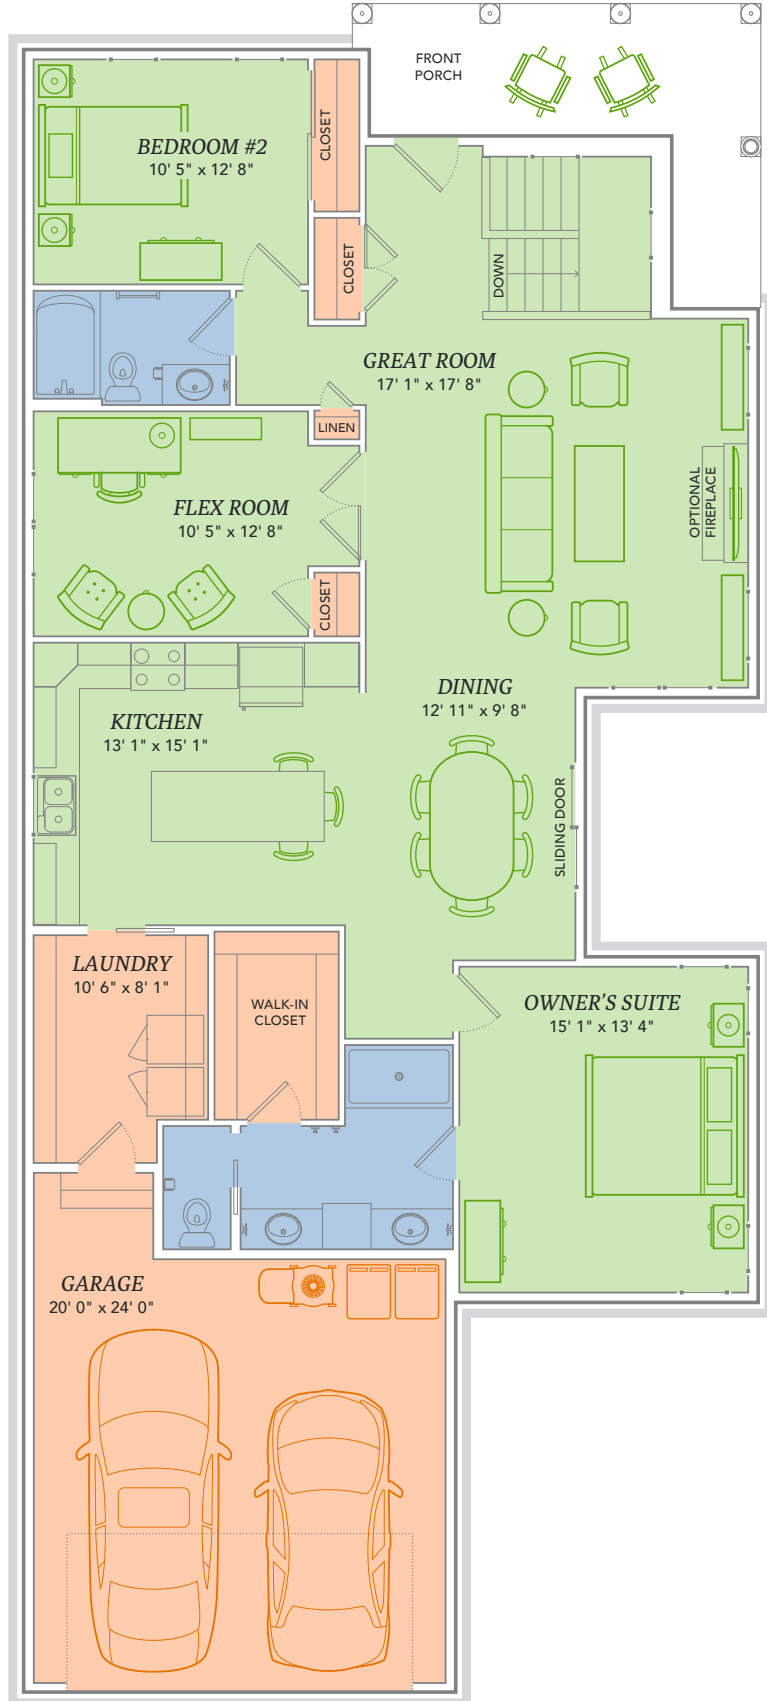 FRONT
PORCH
BEDROOM #2
10' 5" x 12' 8"
CLOSET
CLOSET
DOWN
GREAT ROOM
17' 1" x 17' 8"
LINEN
FLEX ROOM
10' 5" x 12' 8"
OPTIONAL
FIREPLACE
CLOSET
DINING
12' 11" x 9' 8"
KITCHEN
13' 1" x 15' 1"
SLIDING DOOR
LAUNDRY
10' 6" x 8' 1"
WALK-IN
CLOSET
OWNER'S SUITE
15' 1" x 13' 4"
GARAGE
20' 0" x 24' 0"